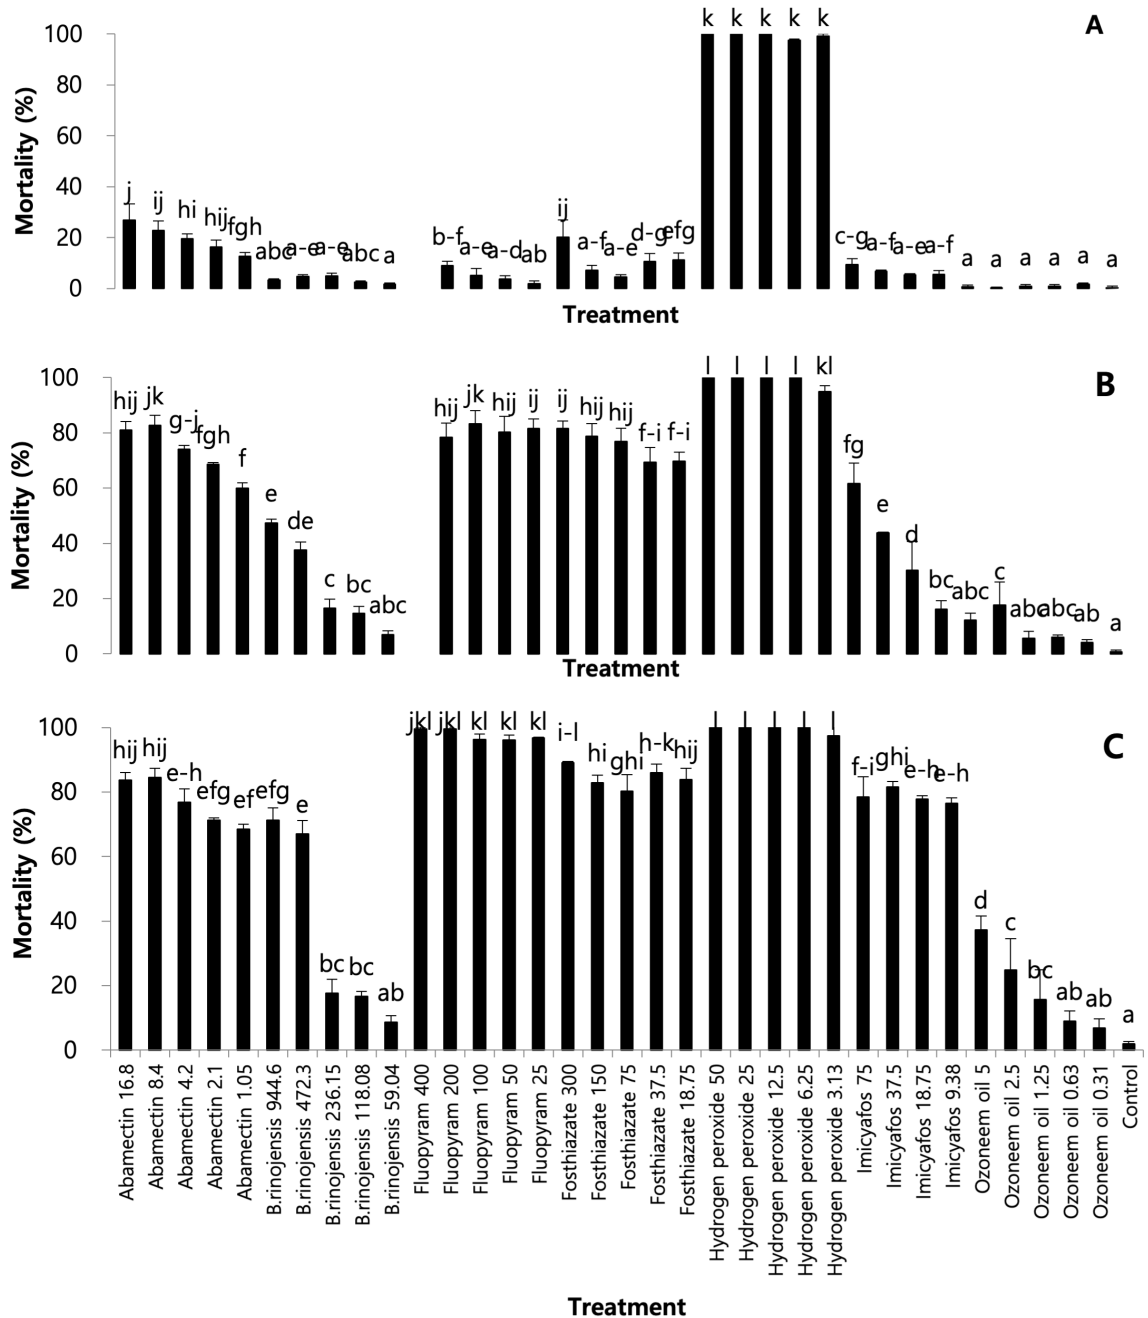 A
Mortality (%)
100
80
60
40
20
0
j ij hi hij fgh abc a-e a-e abc a b-f a-e a-d ab ij a-f a-e d-g efg k k k k k c-g a-f a-e a-f a a a a a a
Treatment
B
Mortality (%)
100
80
60
40
20
0
hij jk g-j fgh f e de c bc abc hij jk hij ij ij hij hij f-i f-i l l l l kl fg e d bc abc c abc abc ab a
Treatment
C
Mortality (%)
100
80
60
40
20
0
hij hij e-h efg ef efg e bc bc ab jkl jkl kl kl kl i-l hi ghi h-k hij l l l l l f-i ghi e-h e-h d c bc ab ab a
Abamectin 16.8
Abamectin 8.4
Abamectin 4.2
Abamectin 2.1
Abamectin 1.05
B.rinojensis 944.6
B.rinojensis 472.3
B.rinojensis 236.15
B.rinojensis 118.08
B.rinojensis 59.04
Fluopyram 400
Fluopyram 200
Fluopyram 100
Fluopyram 50
Fluopyram 25
Fosthiazate 300
Fosthiazate 150
Fosthiazate 75
Fosthiazate 37.5
Fosthiazate 18.75
Hydrogen peroxide 50
Hydrogen peroxide 25
Hydrogen peroxide 12.5
Hydrogen peroxide 6.25
Hydrogen peroxide 3.13
Imicyafos 75
Imicyafos 37.5
Imicyafos 18.75
Imicyafos 9.38
Ozoneem oil 5
Ozoneem oil 2.5
Ozoneem oil 1.25
Ozoneem oil 0.63
Ozoneem oil 0.31
Control
Treatment